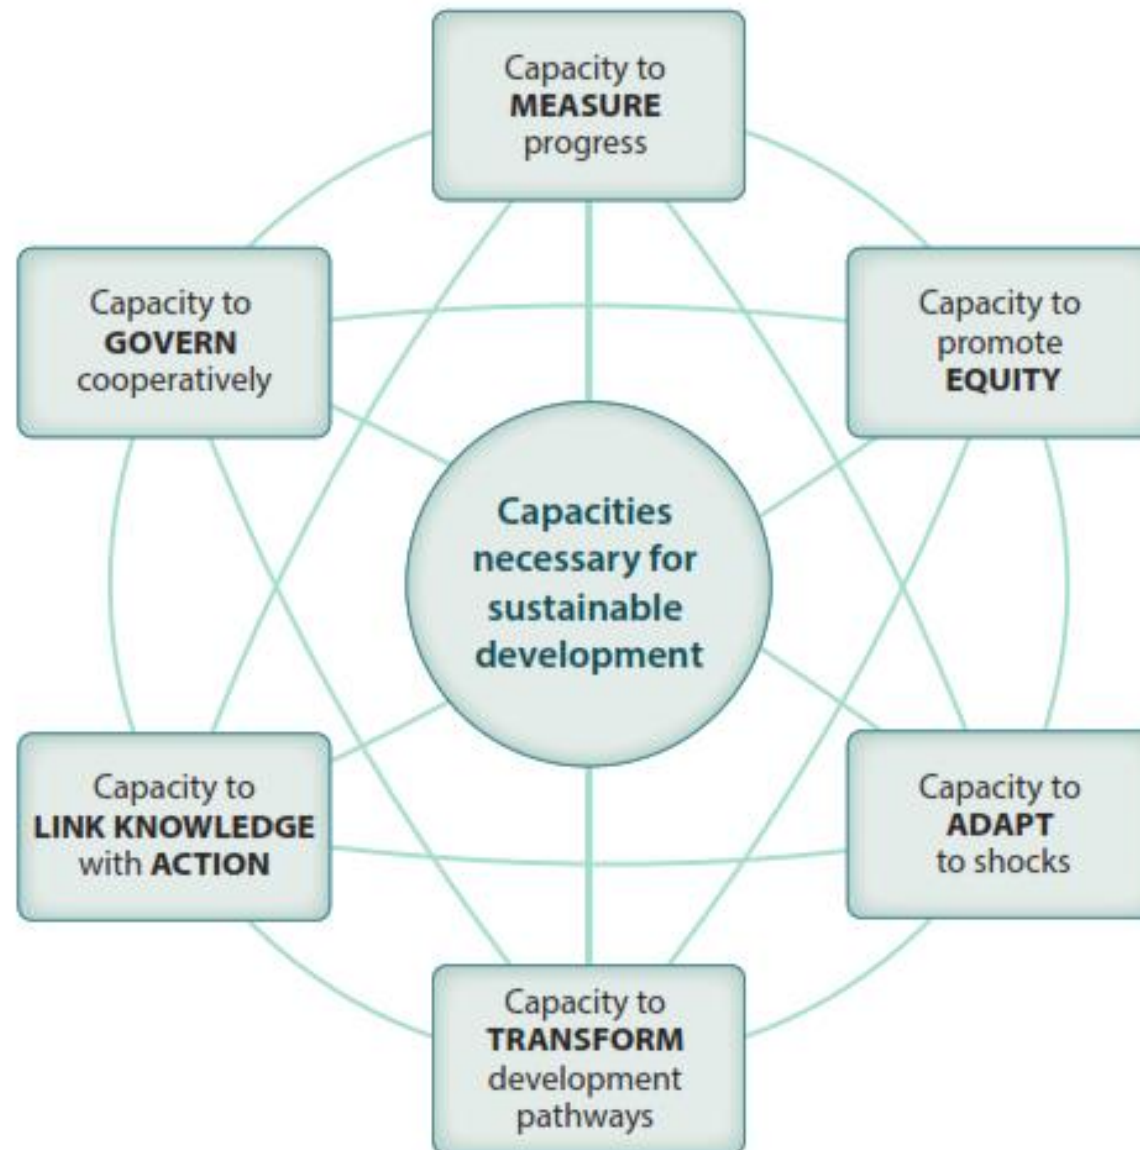 Capacity to
MEASURE
progress
Capacity to
GOVERN
cooperatively
Capacity to
promote
EQUITY
Capacities
necessary for
sustainable
development
Capacity to
LINK KNOWLEDGE
with ACTION
Capacity to
ADAPT
to shocks
Capacity to
TRANSFORM
development
pathways